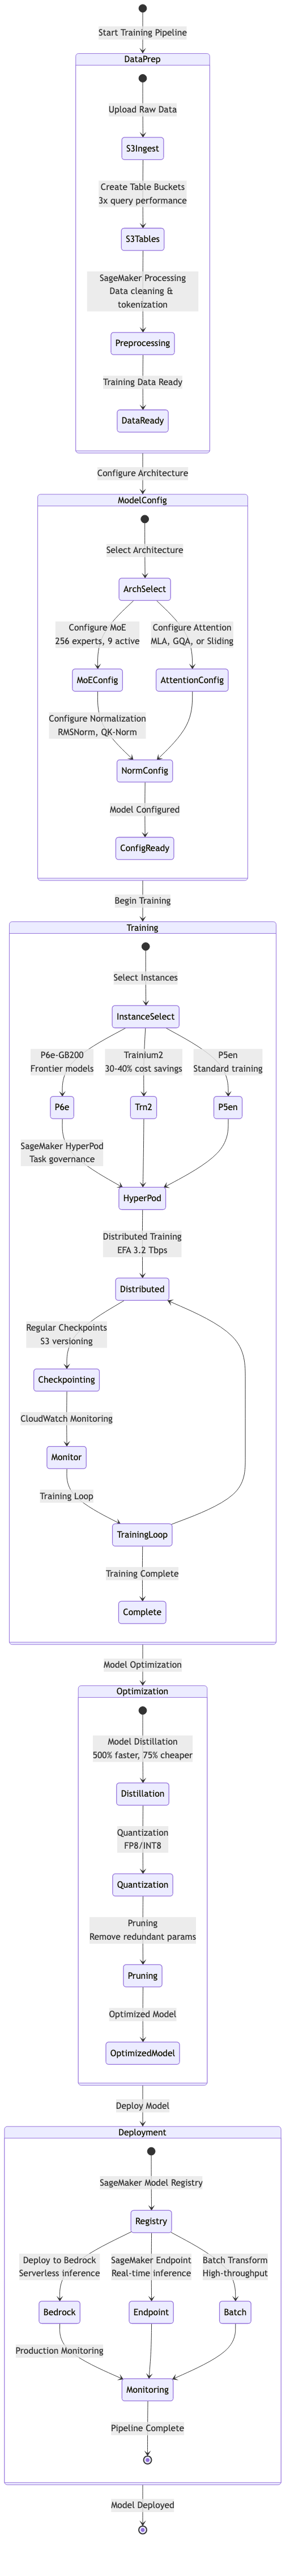 Start Training Pipeline
DataPrep
Upload Raw Data
S3Ingest
Create Table Buckets
3x query performance
S3Tables
SageMaker Processing
Data cleaning &
tokenization
Preprocessing
Training Data Ready
DataReady
Configure Architecture
ModelConfig
Select Architecture
ArchSelect
Configure MoE
256 experts, 9 active
Configure Attention
MLA, GQA, or Sliding
MoEConfig
AttentionConfig
Configure Normalization
RMSNorm, QK-Norm
NormConfig
Model Configured
ConfigReady
Begin Training
Training
Select Instances
InstanceSelect
P6e-GB200
Frontier models
Trainium2
30-40% cost savings
P5en
Standard training
P6e
Trn2
P5en
SageMaker HyperPod
Task governance
HyperPod
Distributed Training
EFA 3.2 Tbps
Distributed
Regular Checkpoints
S3 versioning
Checkpointing
CloudWatch Monitoring
Monitor
Training Loop
TrainingLoop
Training Complete
Complete
Model Optimization
Optimization
Model Distillation
500% faster, 75% cheaper
Distillation
Quantization
FP8/INT8
Quantization
Pruning
Remove redundant params
Pruning
Optimized Model
OptimizedModel
Deploy Model
Deployment
SageMaker Model Registry
Registry
Deploy to Bedrock
Serverless inference
SageMaker Endpoint
Real-time inference
Batch Transform
High-throughput
Bedrock
Endpoint
Batch
Production Monitoring
Monitoring
Pipeline Complete
Model Deployed